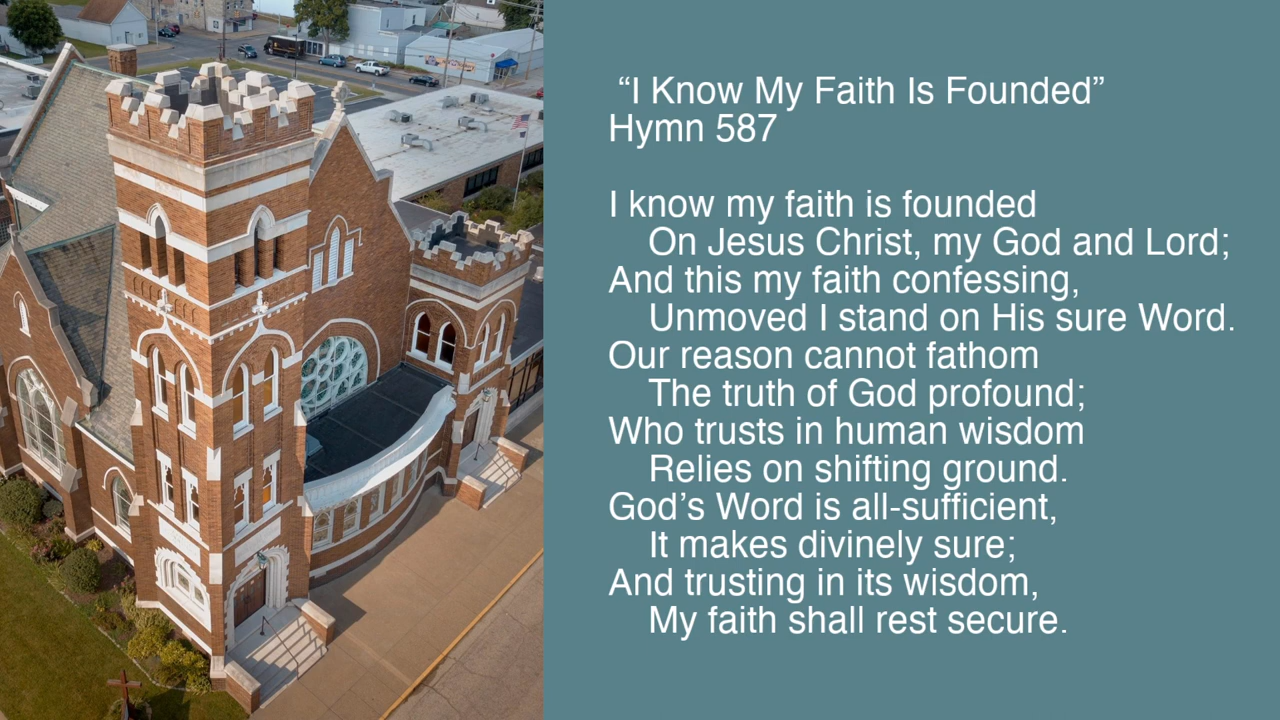 “I Know My Faith Is Founded”
Hymn 587
I know my faith is founded
On Jesus Christ, my God and Lord;
And this my faith confessing,
Unmoved I stand on His sure Word.
Our reason cannot fathom
The truth of God profound;
Who trusts in human wisdom
Relies on shifting ground.
God’s Word is all-sufficient,
It makes divinely sure;
And trusting in its wisdom,
My faith shall rest secure.